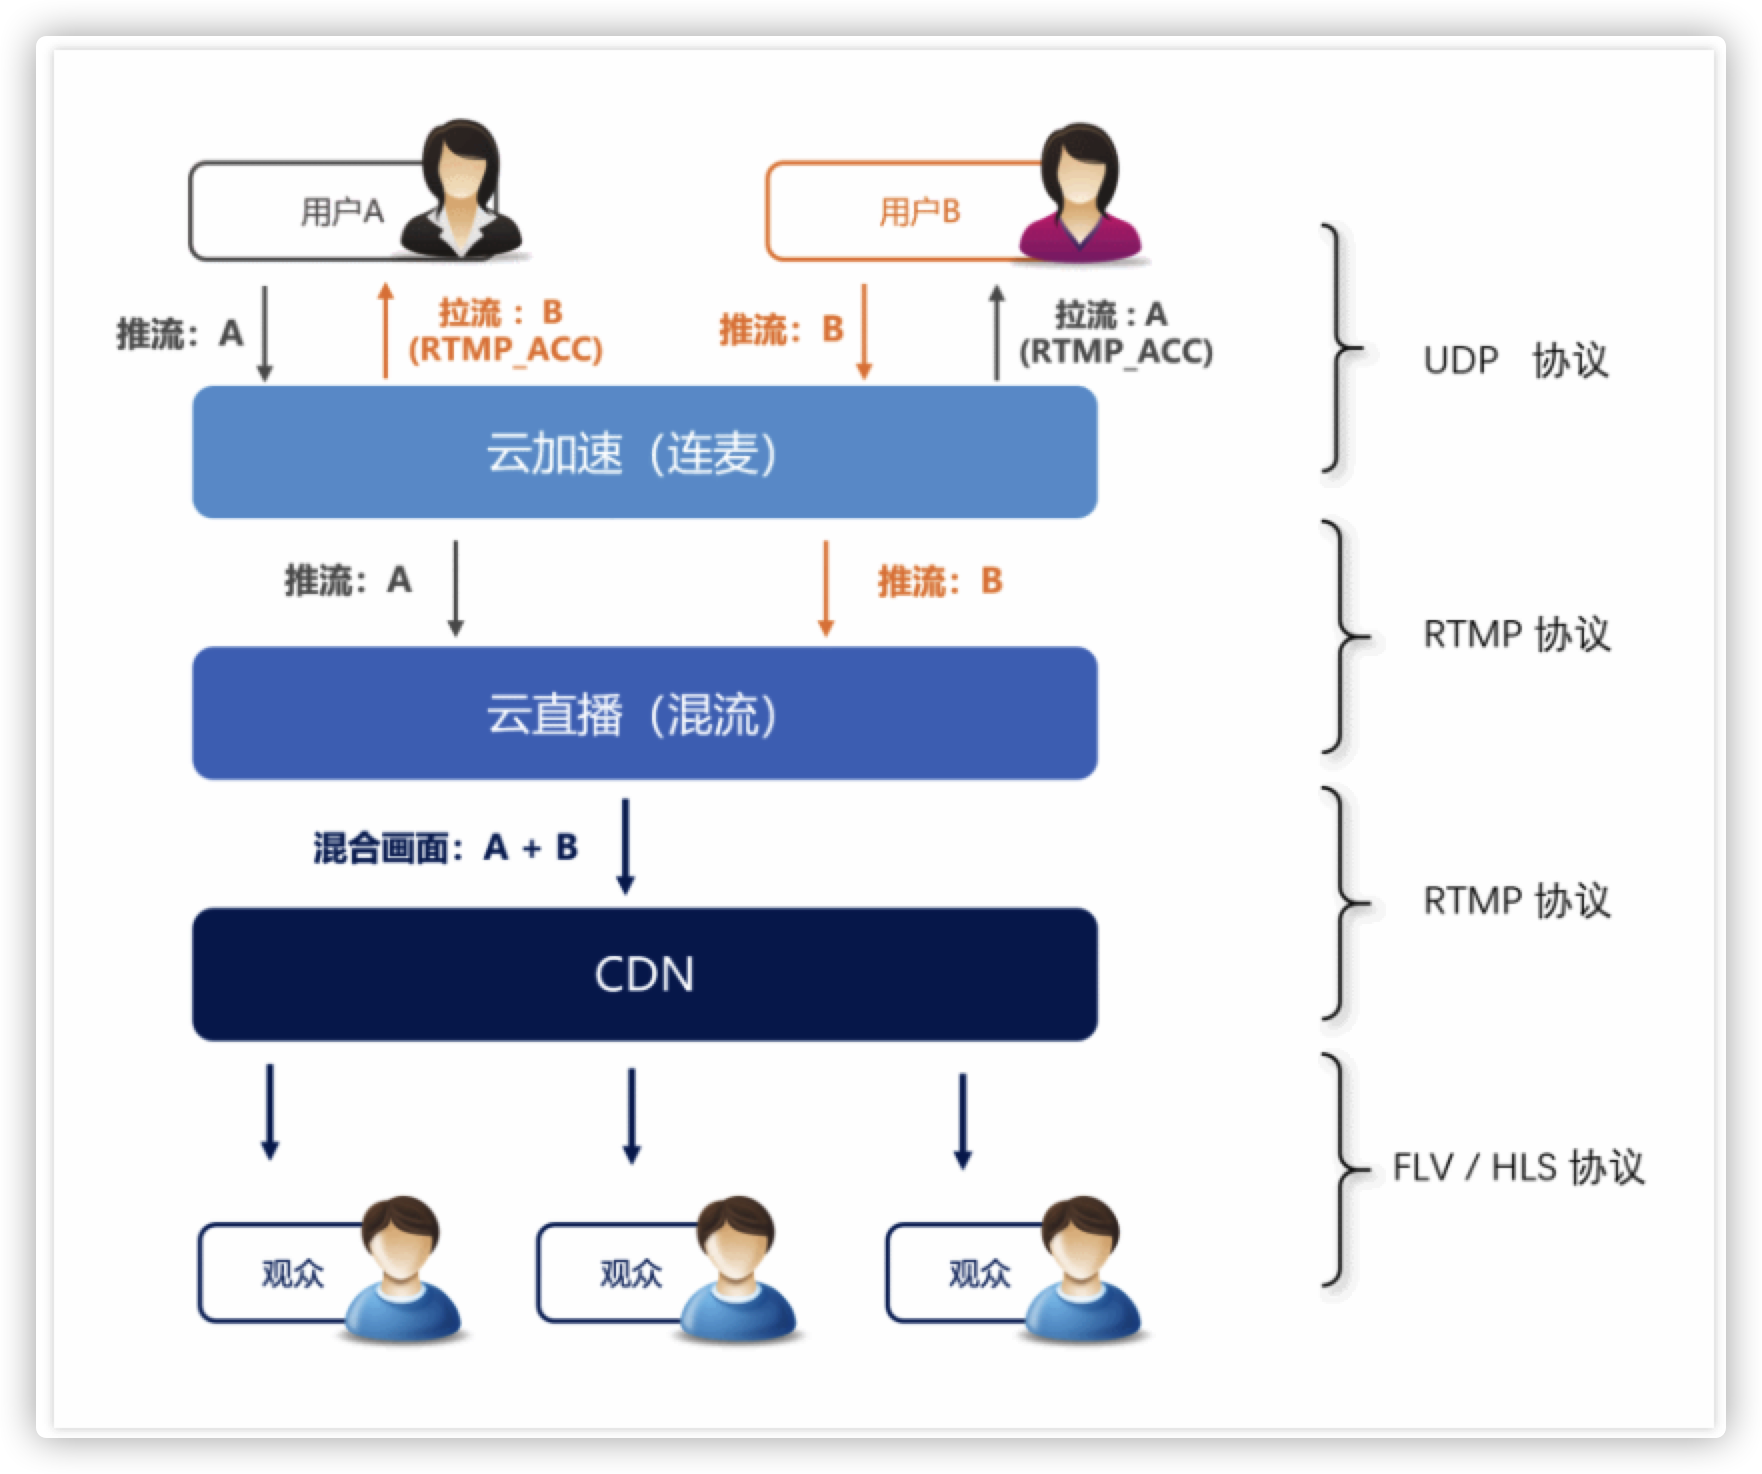 用户A
用户B
推流：A
拉流：B
(RTMP_ACC)
推流：B
拉流：A
(RTMP_ACC)
UDP 协议
云加速（连麦）
推流：A
推流：B
RTMP 协议
云直播（混流）
混合画面：A + B
RTMP 协议
CDN
FLV / HLS 协议
观众
观众
观众